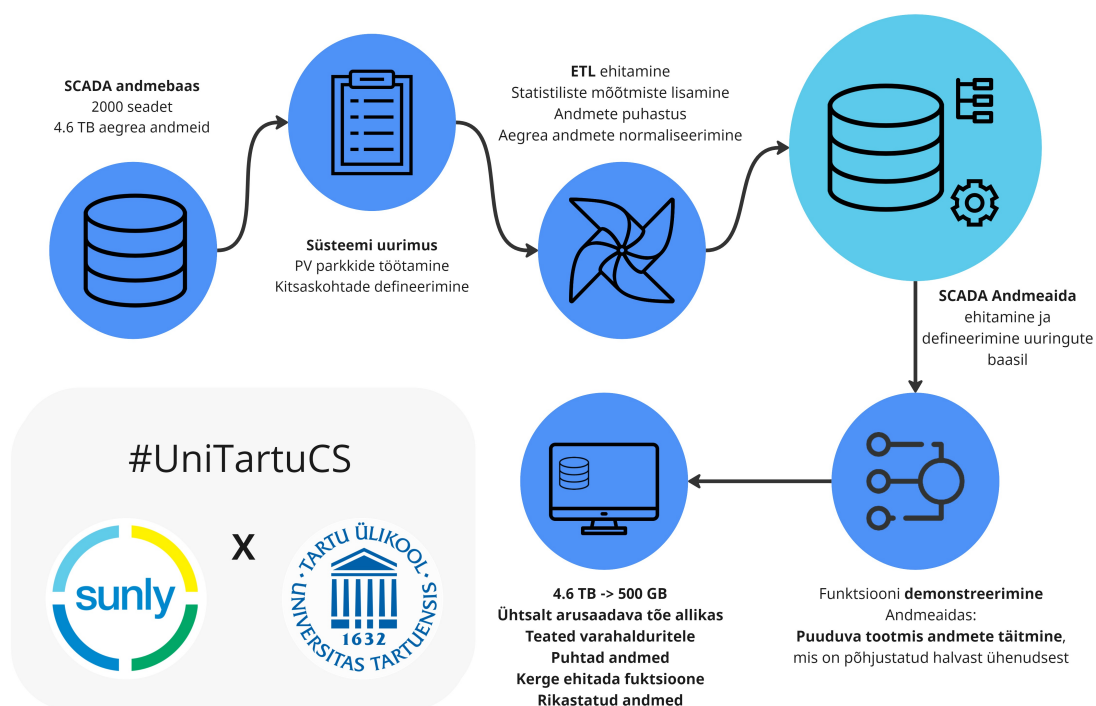 SCADA andmebaas
2000 seadet
4.6 TB aegrea andmeid
Süsteemi uurimus
PV parkkide töötamine
Kitsaskohtade defineerimine
ETL ehitamine
Statistiliste mõõtmiste lisamine
Andmete puhastus
Aegrea andmete normaliseerimine
SCADA Andmeaida
ehitamine ja
defineerimine uuringute
baasil
Funktsiooni demonstreerimine
Andmeaidas:
Puuduva tootmis andmete täitmine,
mis on põhjustatud halvast ühendusest
4.6 TB -> 500 GB
Ühtsalt arusaadava tõe allikas
Teated varahalduritele
Puhtad andmed
Kerge ehitada fuktsioone
Rikastatud andmed
#UniTartuCS
sunly
X
TARTU ÜLIKOOL
1632
UNIVERSITAS TARTUENSIS